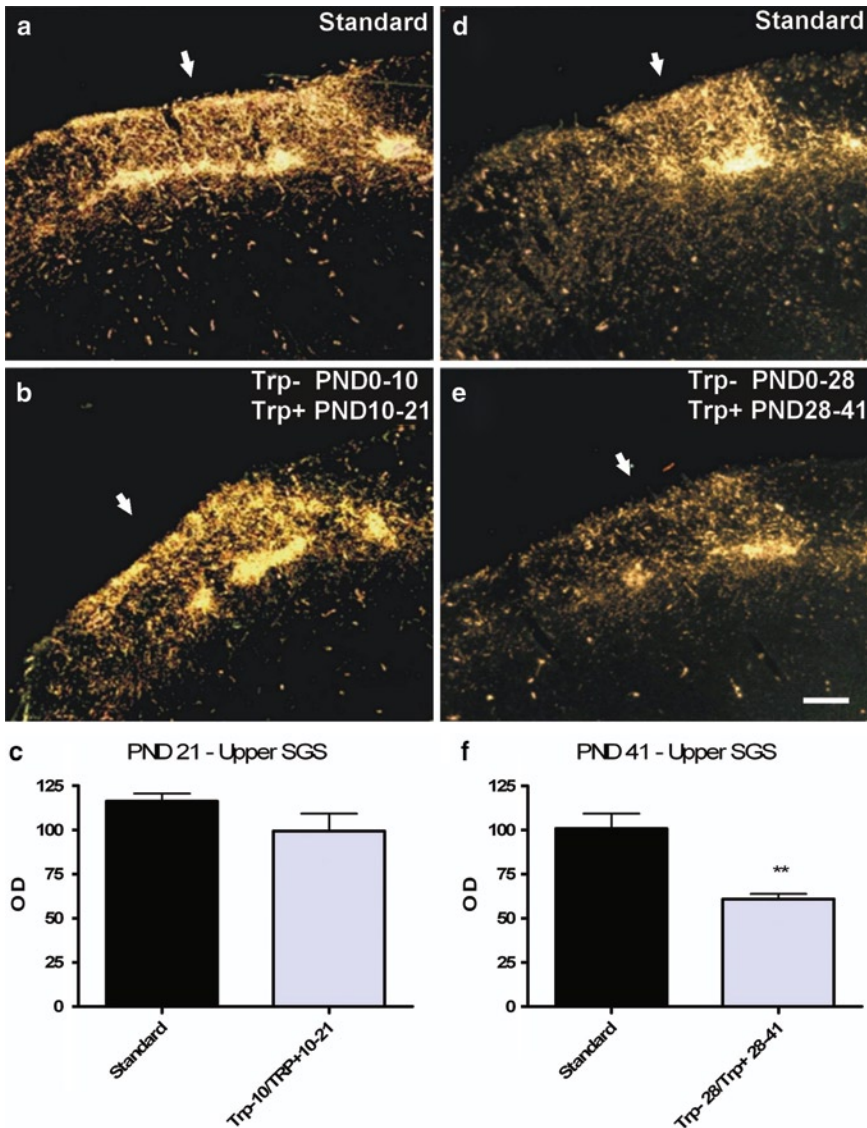 a
Standard
d
Standard
b
Trp- PND0-10
Trp+ PND10-21
e
Trp- PND0-28
Trp+ PND28-41
c
PND 21 - Upper SGS
125
100
75
50
25
0
OD
Standard
Trp-10/TRP+10-21
f
PND 41 - Upper SGS
125
100
75
50
25
0
OD
**
Standard
Trp- 28/Trp+ 28-41